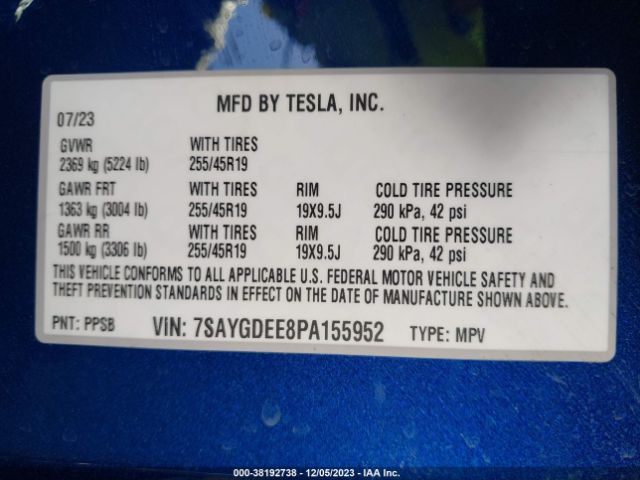 MFD BY TESLA, INC.
07/23
GVWR WITH TIRES
2369 kg (5224 lb) 255/45R19
GAWR FRT WITH TIRES RIM COLD TIRE PRESSURE
1363 kg (3004 lb) 255/45R19 19X9.5J 290 kPa, 42 psi
GAWR RR WITH TIRES RIM COLD TIRE PRESSURE
1500 kg (3306 lb) 255/45R19 19X9.5J 290 kPa, 42 psi
THIS VEHICLE CONFORMS TO ALL APPLICABLE U.S. FEDERAL MOTOR VEHICLE SAFETY AND
THEFT PREVENTION STANDARDS IN EFFECT ON THE DATE OF MANUFACTURE SHOWN ABOVE.
PNT: PPSB VIN: 7SAYGDEE8PA155952 TYPE: MPV
000-38192738 - 12/05/2023 - IAA Inc.